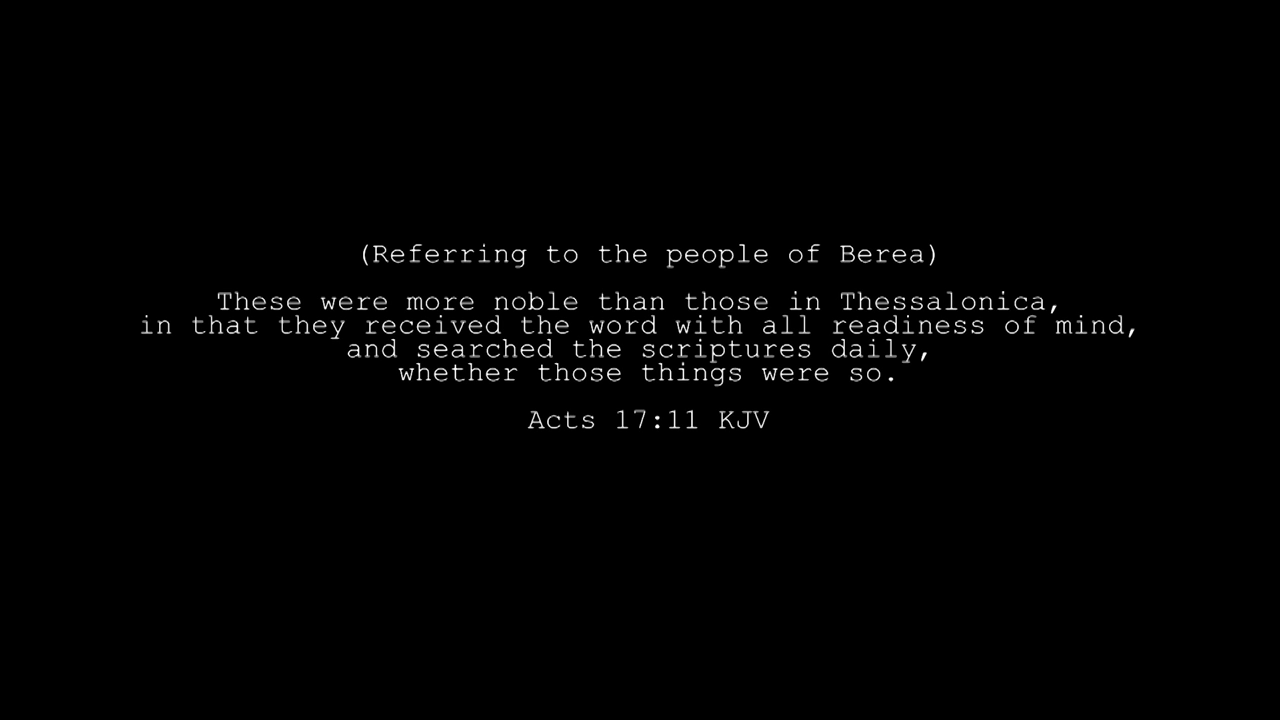 (Referring to the people of Berea)
These were more noble than those in Thessalonica,
in that they received the word with all readiness of mind,
and searched the scriptures daily,
whether those things were so.
Acts 17:11 KJV